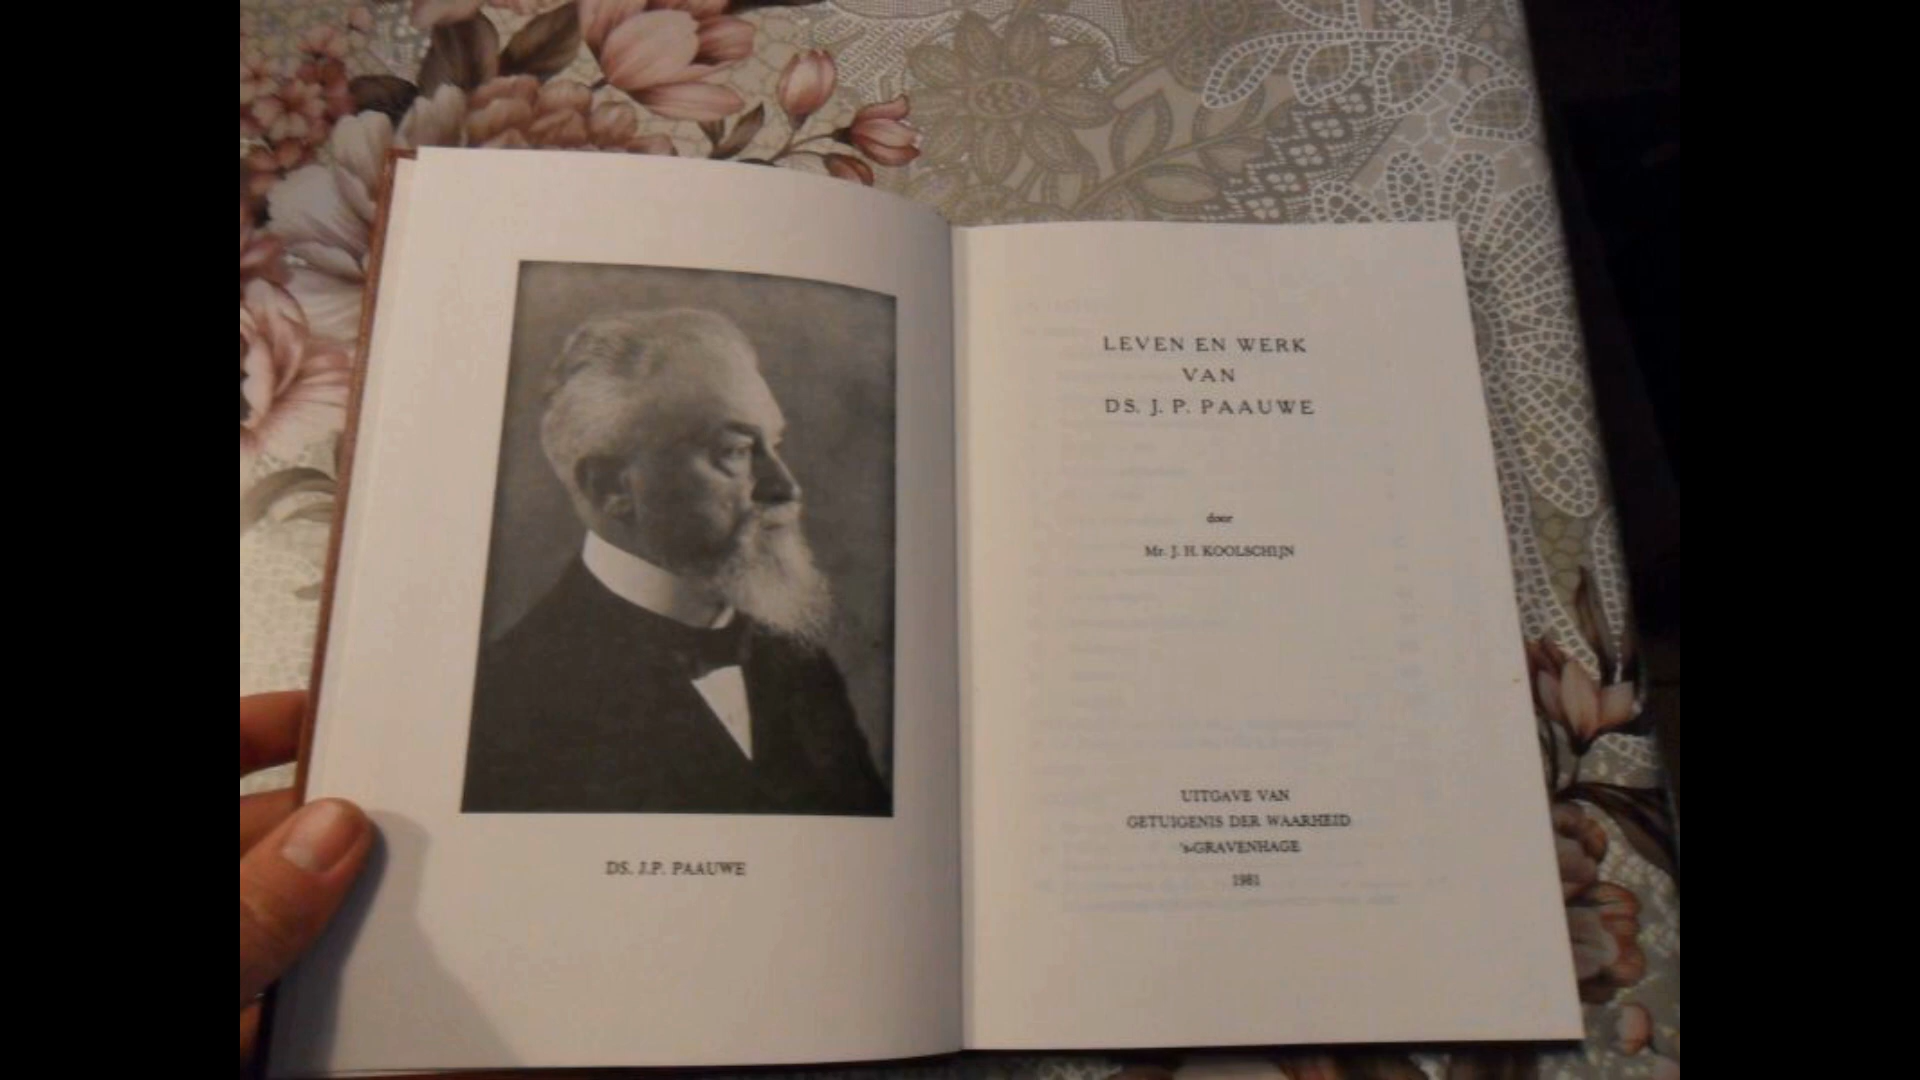 DS. J.P. PAAUWE
LEVEN EN WERK
VAN
DS. J. P. PAAUWE
door
Mr. J. H. KOOLSCHIJN
UITGAVE VAN
GETUIGENIS DER WAARHEID
's-GRAVENHAGE
1981